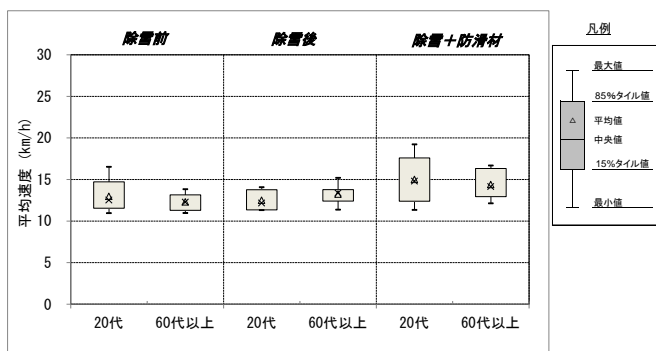 除雪前 除雪後 除雪+防滑材
30
25
20
15
10
5
0
平均速度 (km/h)
20代 60代以上 20代 60代以上 20代 60代以上
凡例
最大値
85%タイル値
平均値
中央値
15%タイル値
最小値